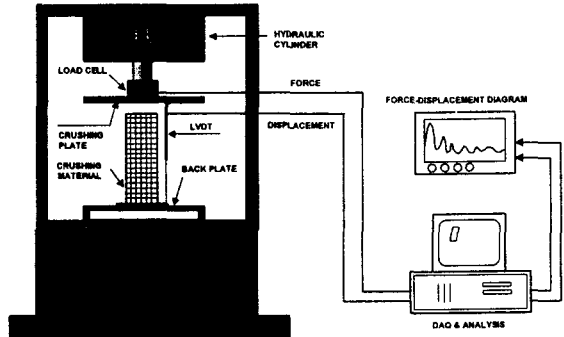 HYDRAULIC
CYLINDER
LOAD CELL
FORCE
FORCE-DISPLACEMENT DIAGRAM
CRUSHING
PLATE
LVDT
DISPLACEMENT
CRUSHING
MATERIAL
BACK PLATE
DAQ & ANALYSIS